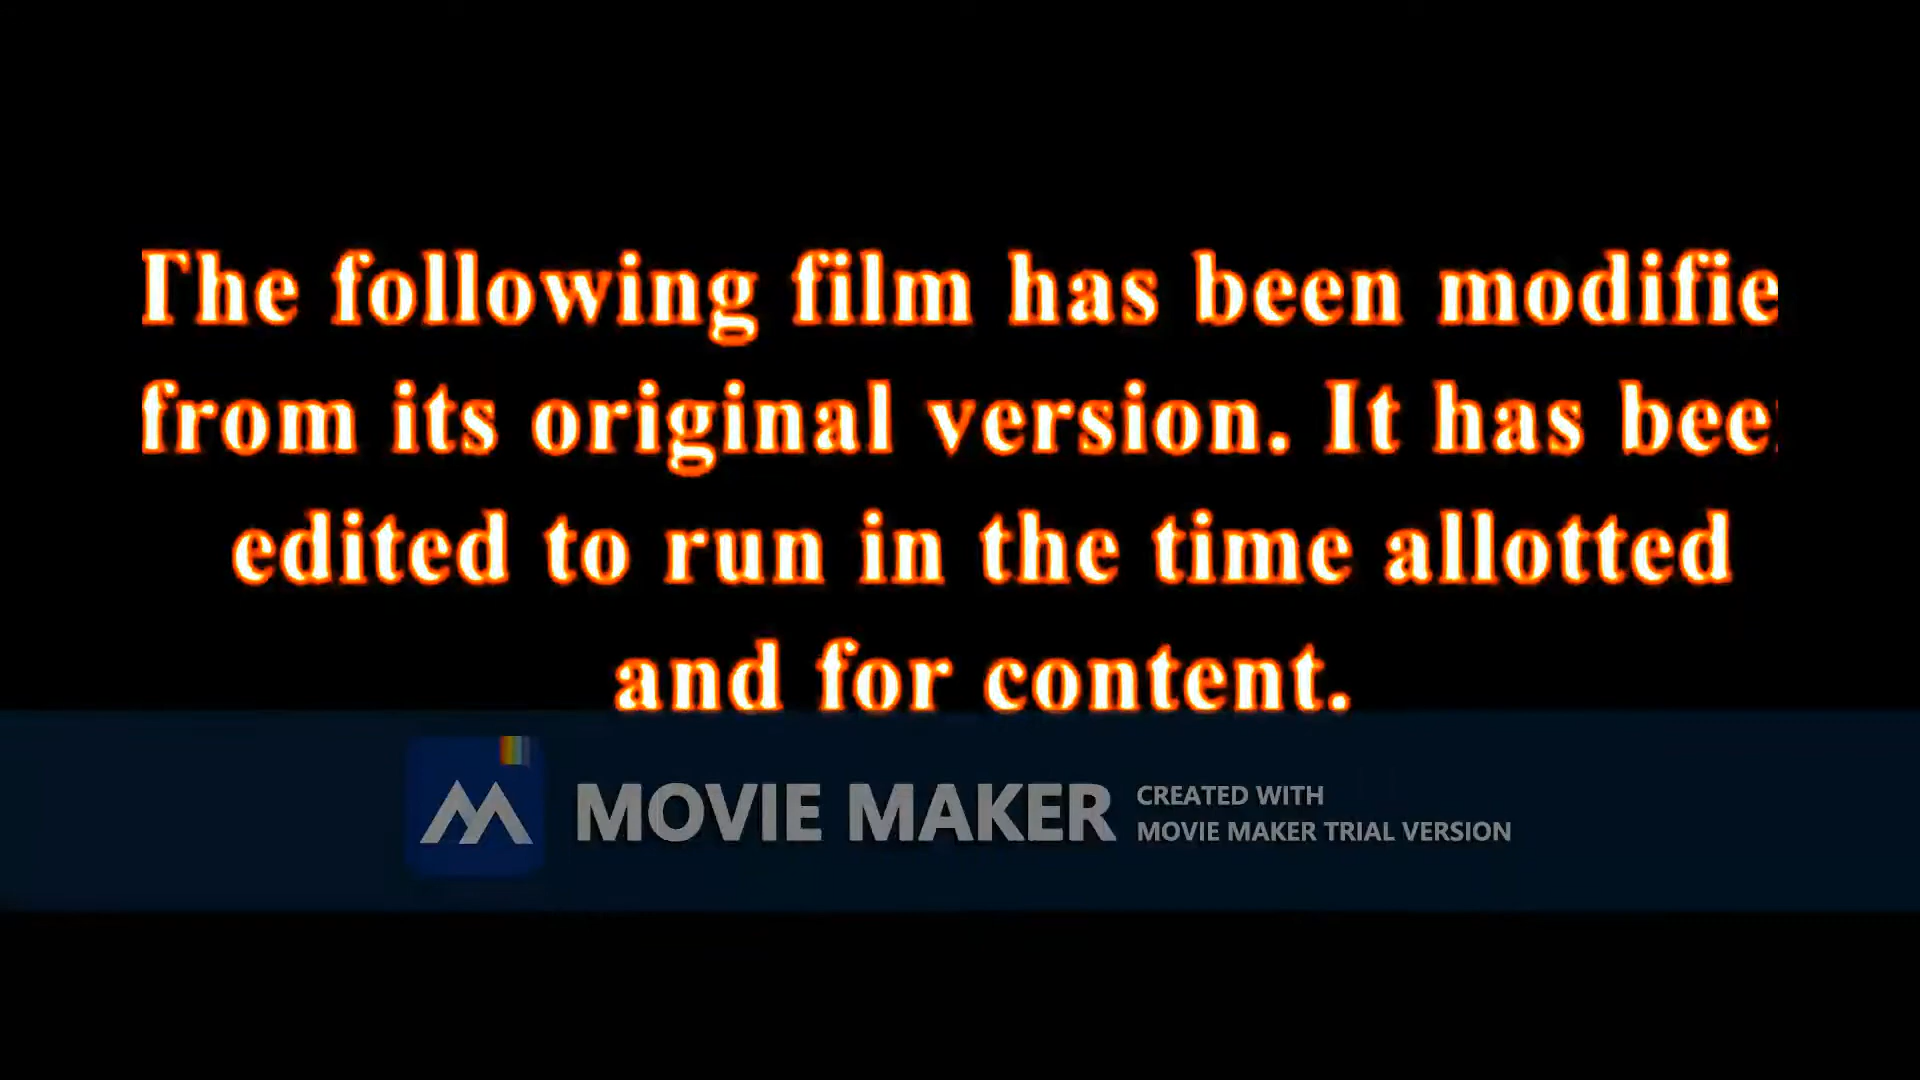 The following film has been modifie
from its original version. It has bee
edited to run in the time allotted
and for content.
MOVIE MAKER
CREATED WITH
MOVIE MAKER TRIAL VERSION